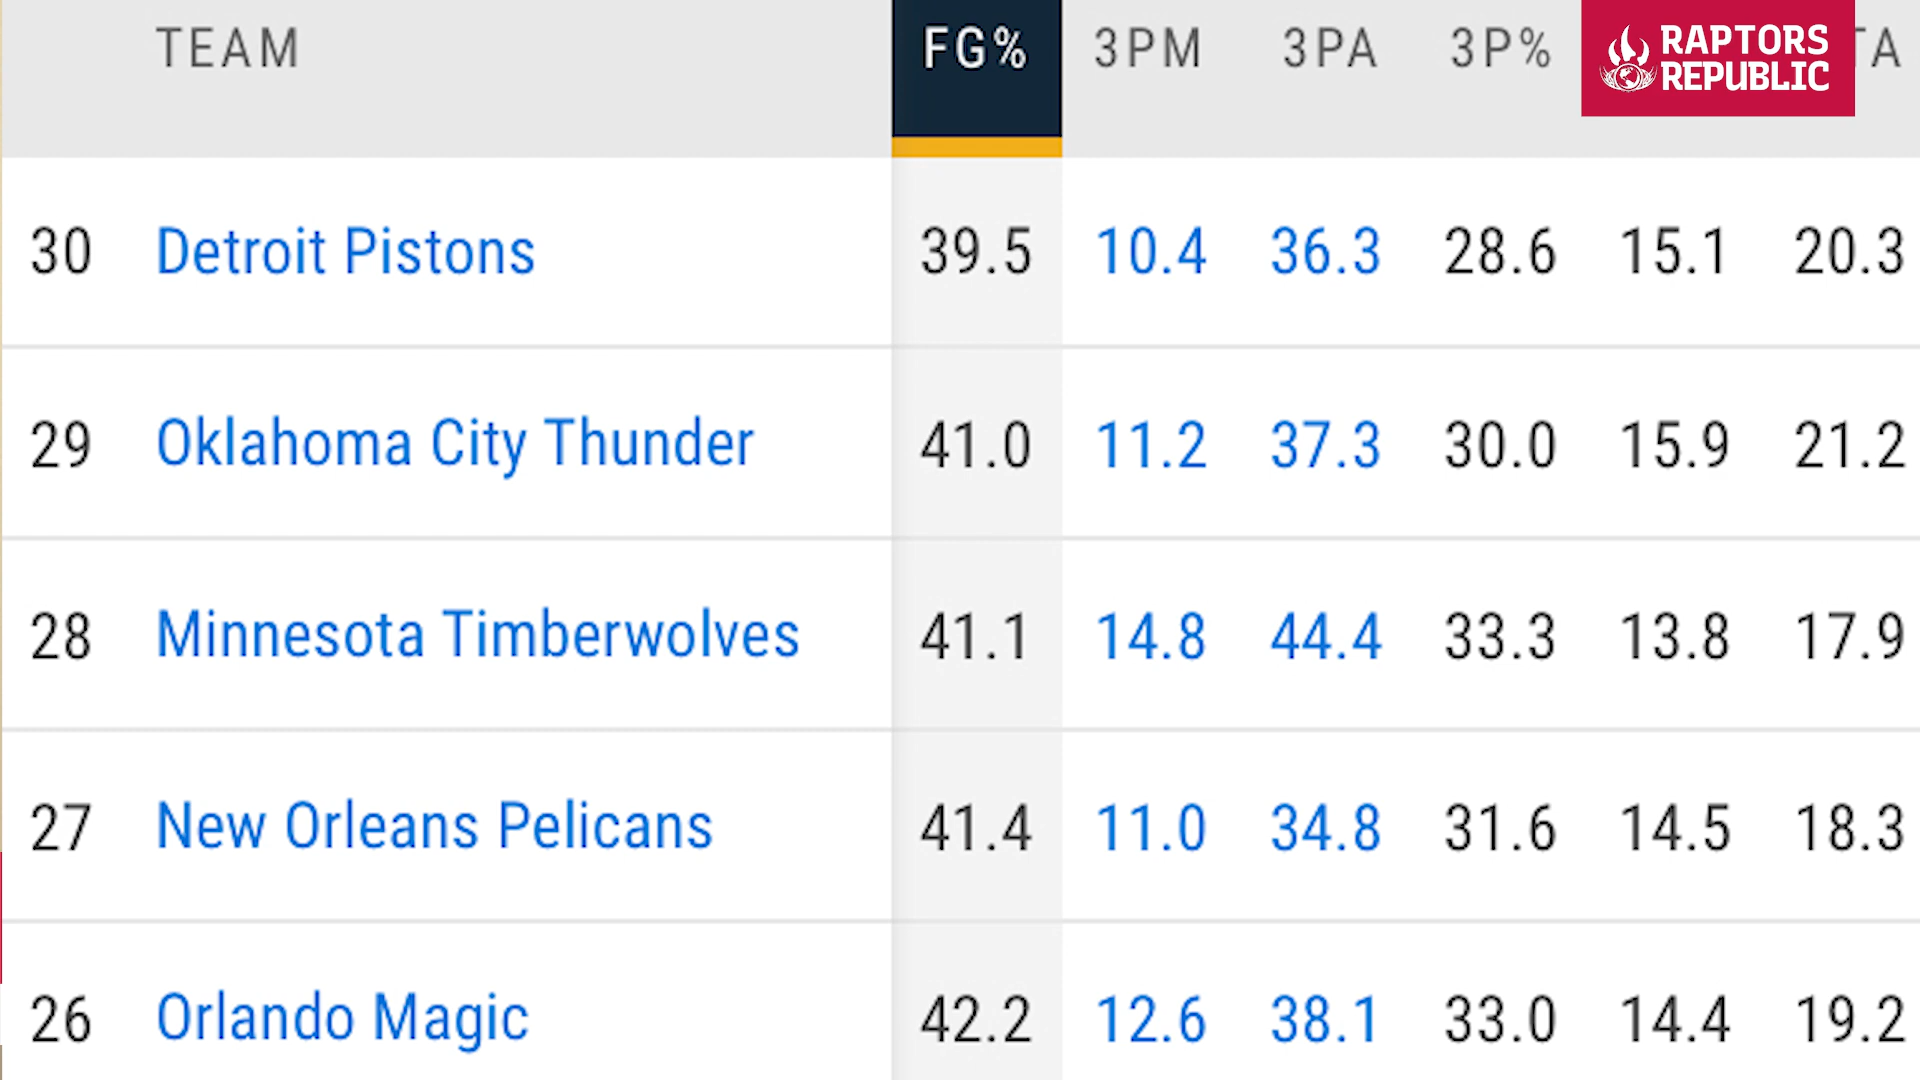 TEAM FG% 3PM 3PA 3P% TA
RAPTORS
REPUBLIC
30 Detroit Pistons 39.5 10.4 36.3 28.6 15.1 20.3
29 Oklahoma City Thunder 41.0 11.2 37.3 30.0 15.9 21.2
28 Minnesota Timberwolves 41.1 14.8 44.4 33.3 13.8 17.9
27 New Orleans Pelicans 41.4 11.0 34.8 31.6 14.5 18.3
26 Orlando Magic 42.2 12.6 38.1 33.0 14.4 19.2